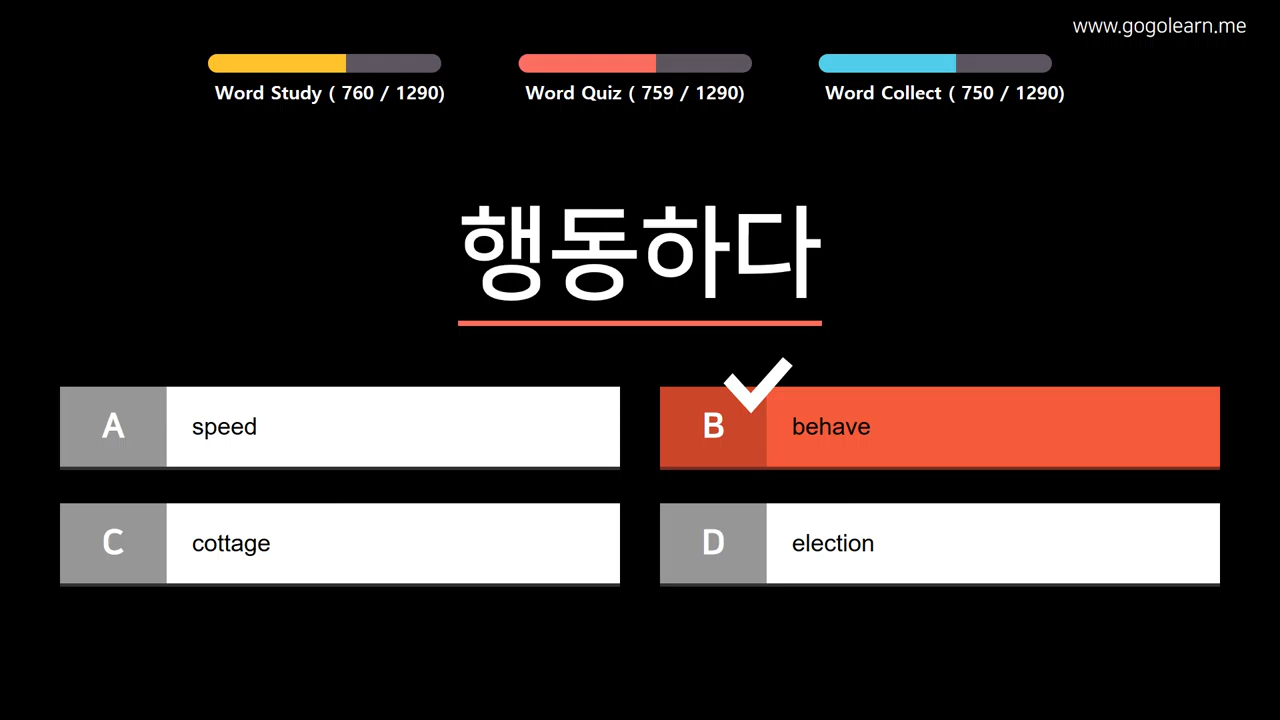 www.gogolearn.me
Word Study ( 760 / 1290)
Word Quiz ( 759 / 1290)
Word Collect ( 750 / 1290)
행동하다
A speed
B behave
C cottage
D election